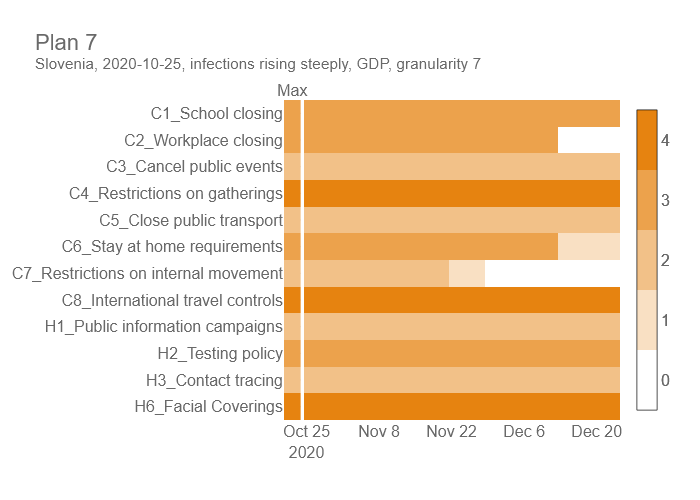 Plan 7
Slovenia, 2020-10-25, infections rising steeply, GDP, granularity 7
Max
C1_School closing
C2_Workplace closing
C3_Cancel public events
C4_Restrictions on gatherings
C5_Close public transport
C6_Stay at home requirements
C7_Restrictions on internal movement
C8_International travel controls
H1_Public information campaigns
H2_Testing policy
H3_Contact tracing
H6_Facial Coverings
Oct 25 Nov 8 Nov 22 Dec 6 Dec 20
2020
4
3
2
1
0